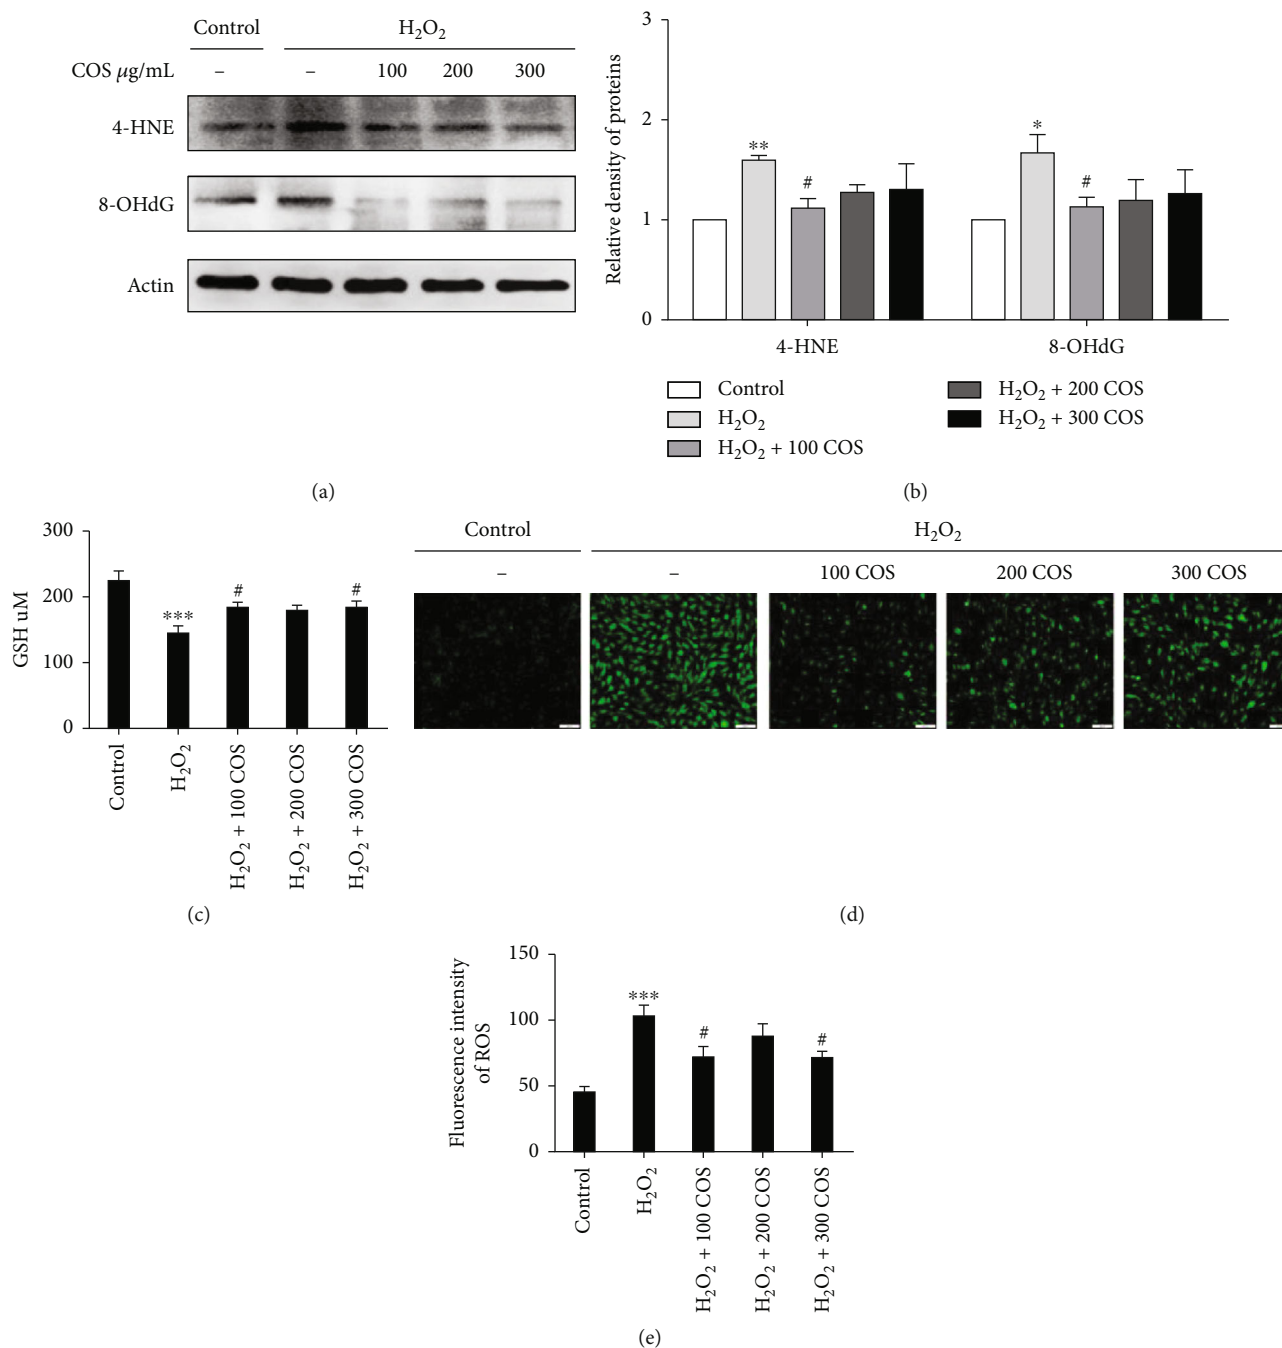 Control H₂O₂
COS μg/mL – – 100 200 300
4-HNE
8-OHdG
Actin
(a)
Relative density of proteins
3
2
1
0
** # * #
4-HNE 8-OHdG
Control
H₂O₂
H₂O₂ + 100 COS
H₂O₂ + 200 COS
H₂O₂ + 300 COS
(b)
GSH uM
300
200
100
0
*** # #
Control
H₂O₂
H₂O₂ + 100 COS
H₂O₂ + 200 COS
H₂O₂ + 300 COS
(c)
Control H₂O₂
– – 100 COS 200 COS 300 COS
(d)
Fluorescence intensity
of ROS
150
100
50
0
*** # #
Control
H₂O₂
H₂O₂ + 100 COS
H₂O₂ + 200 COS
H₂O₂ + 300 COS
(e)